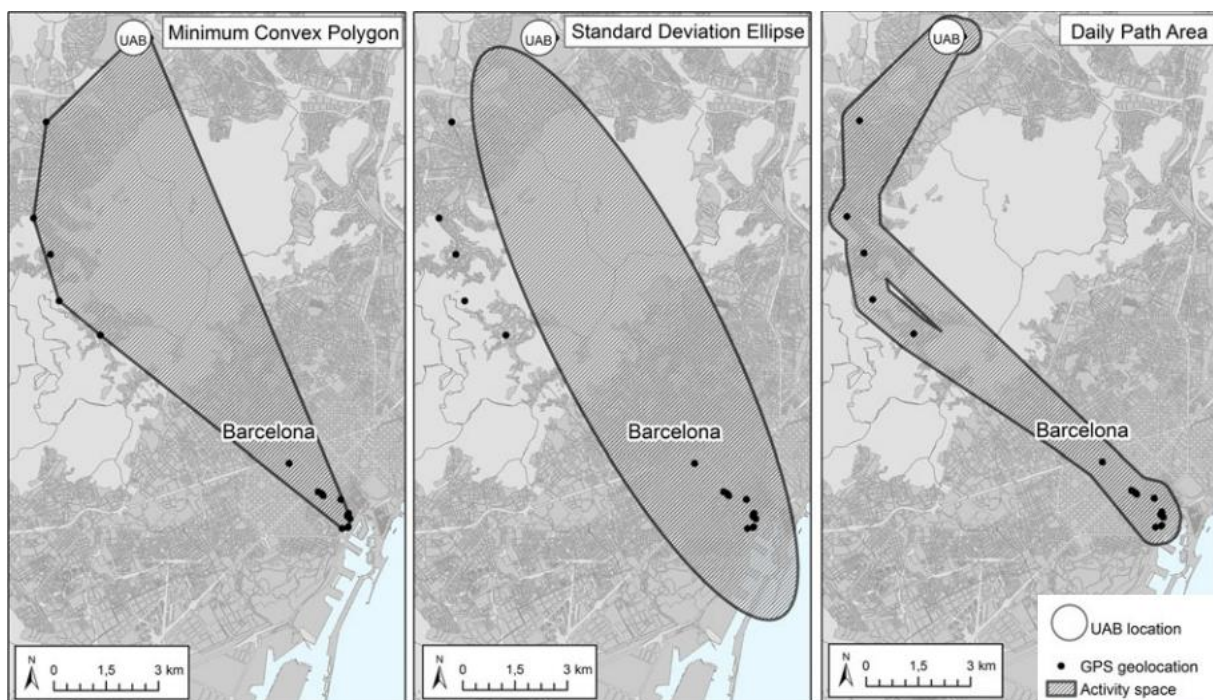 UAB
Minimum Convex Polygon
Barcelona
N
0 1,5 3 km
UAB
Standard Deviation Ellipse
Barcelona
N
0 1,5 3 km
UAB
Daily Path Area
Barcelona
N
0 1,5 3 km
UAB location
GPS geolocation
Activity space